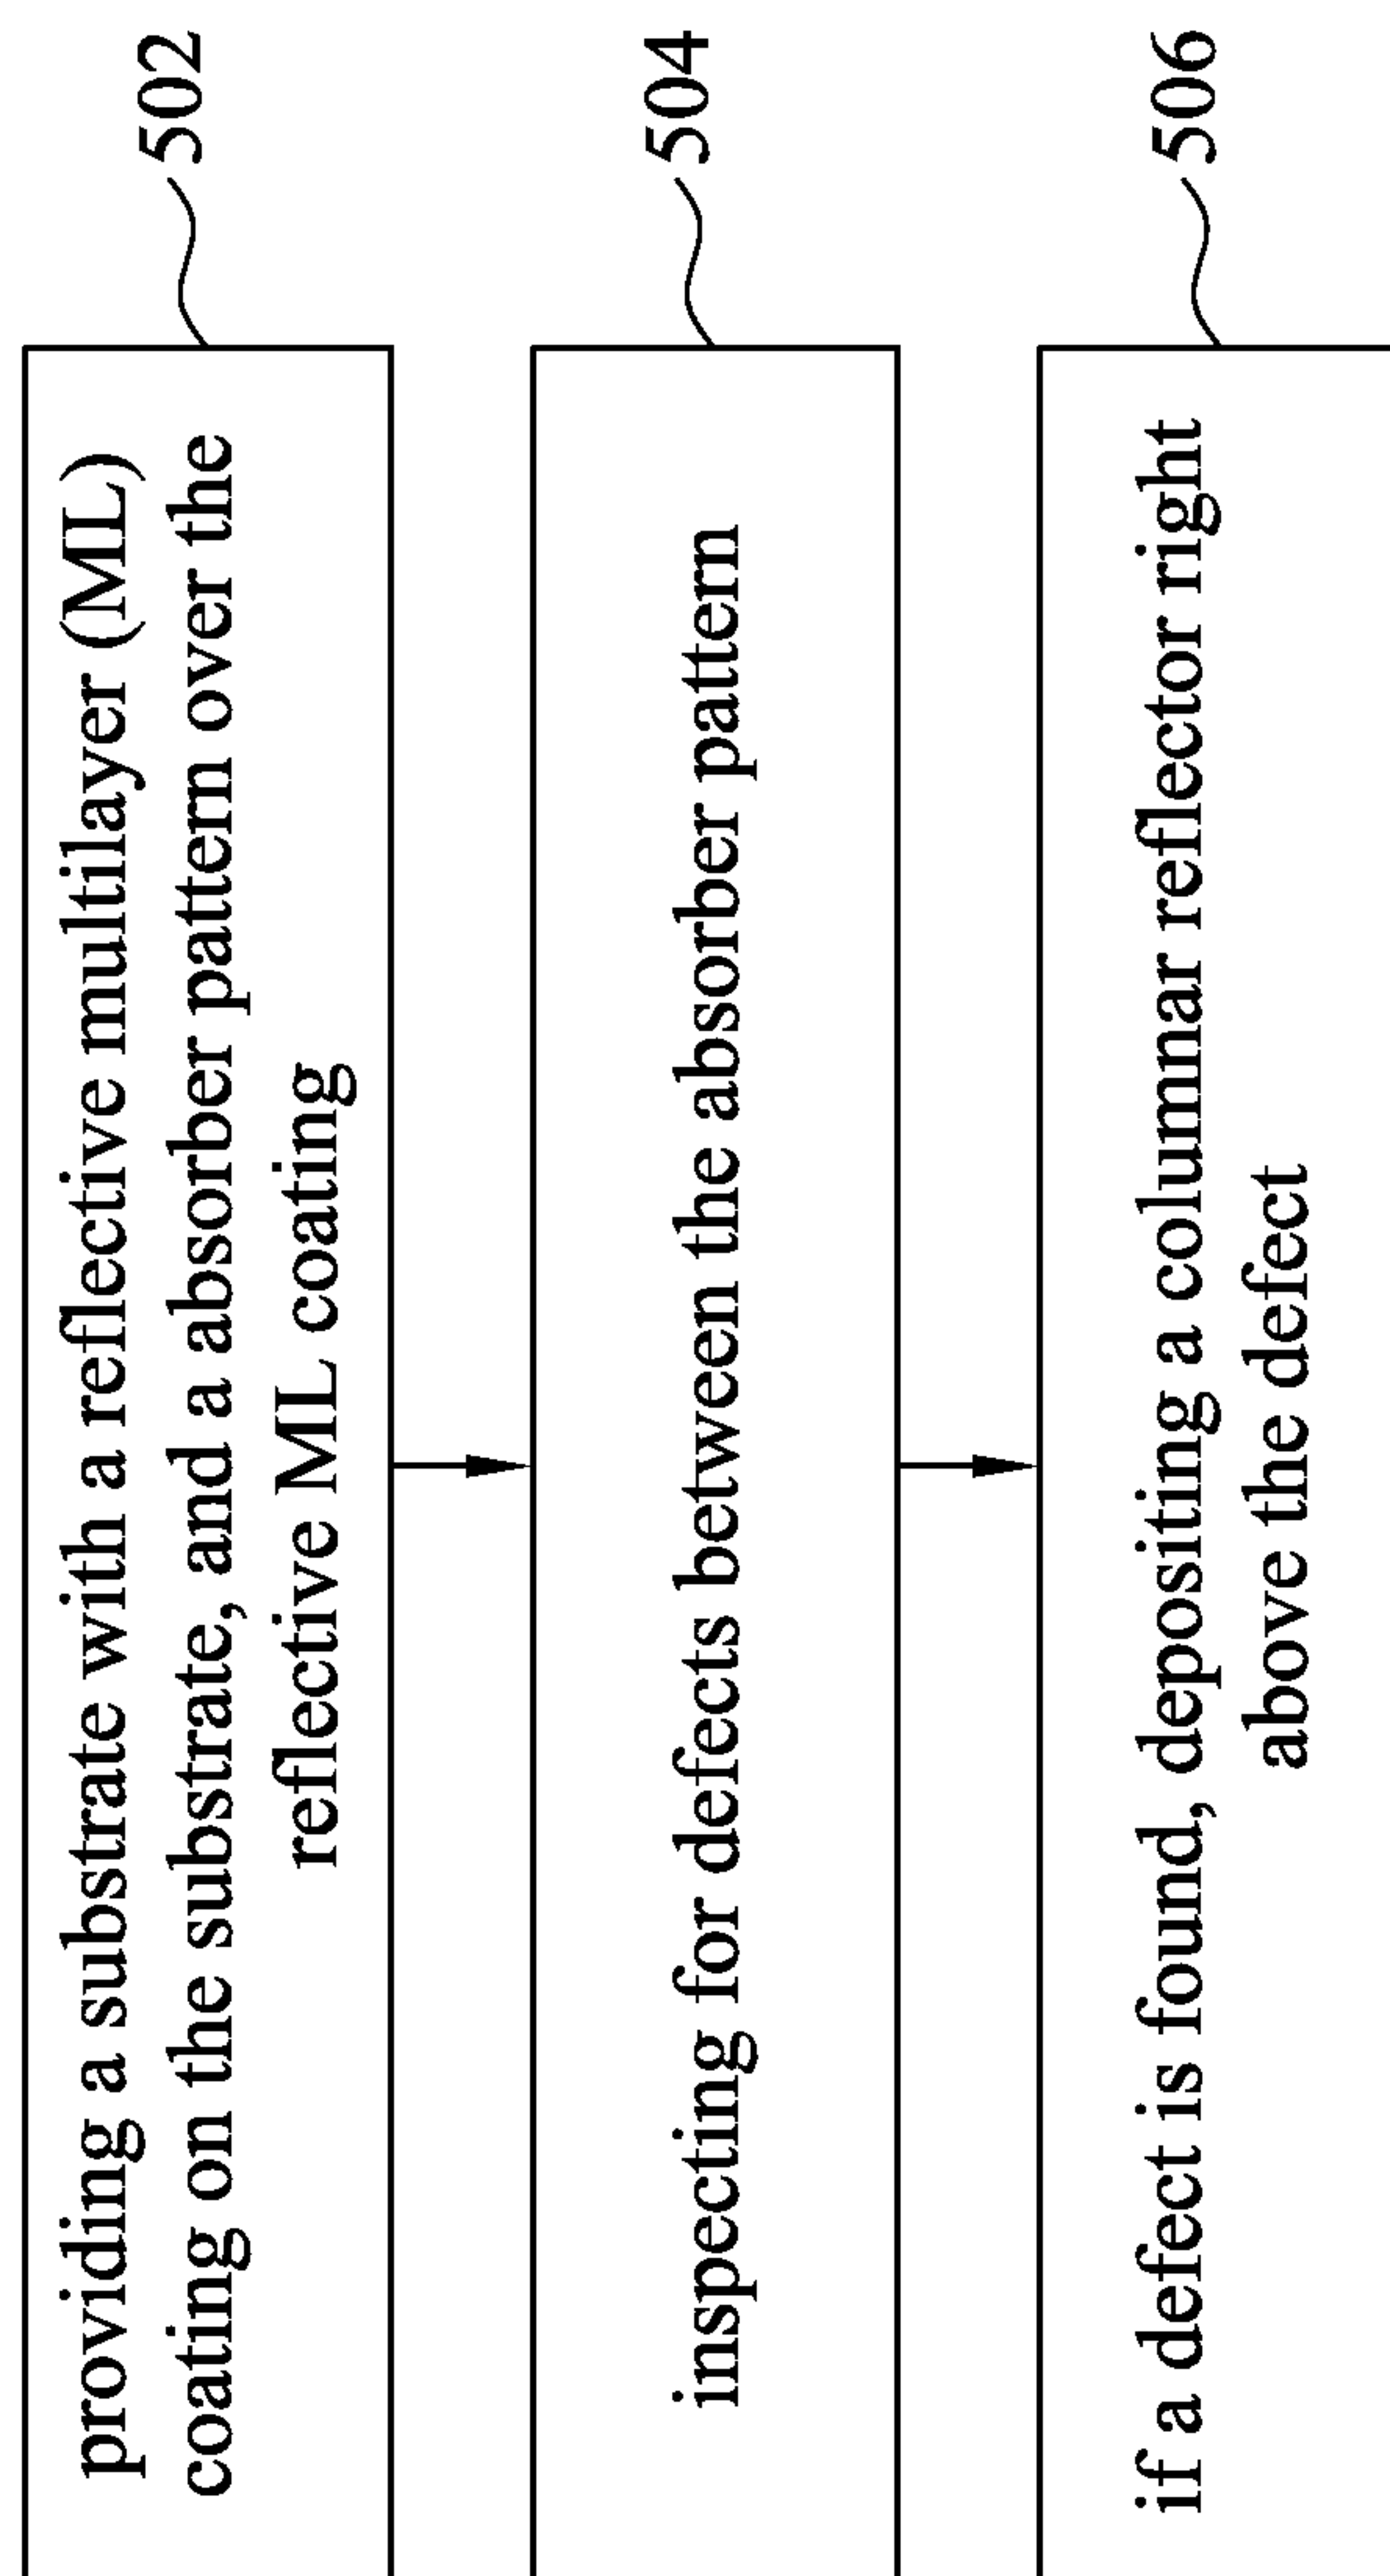 providing a substrate with a reflective multilayer (ML)
coating on the substrate, and a absorber pattern over the
reflective ML coating
502
inspecting for defects between the absorber pattern
504
if a defect is found, depositing a columnar reflector right
above the defect
506